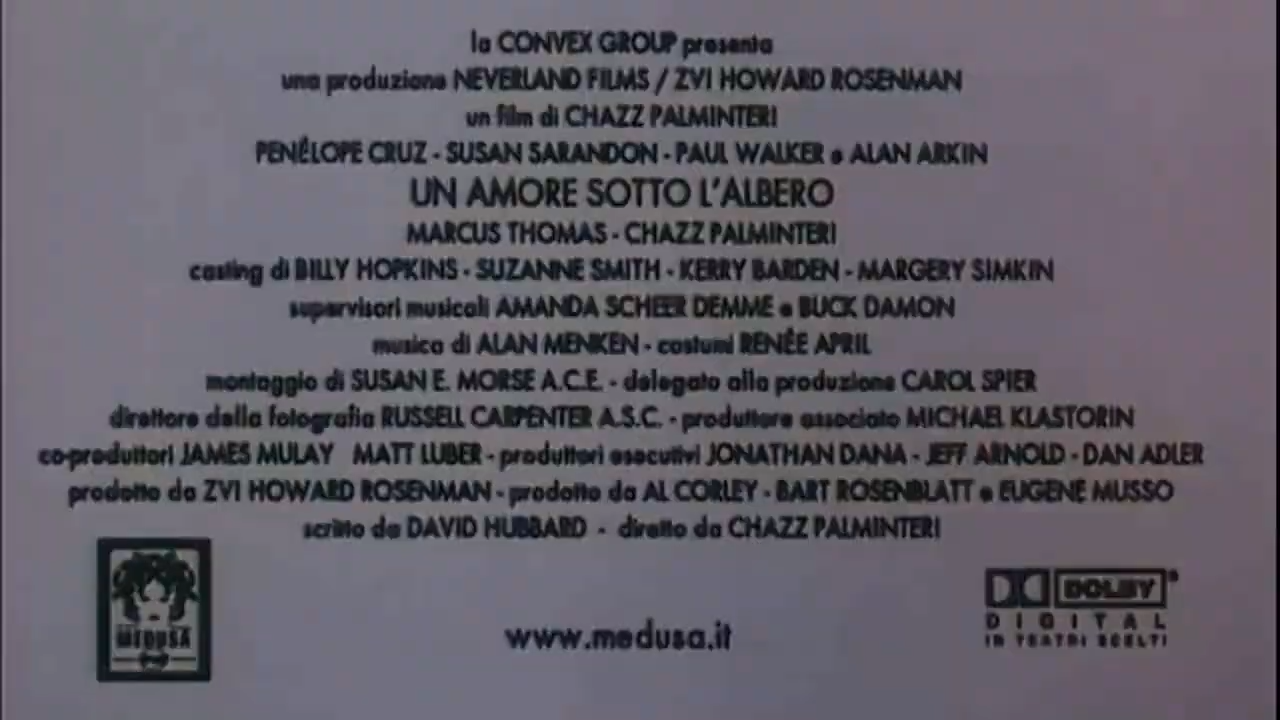 la CONVEX GROUP presenta
una produzione NEVERLAND FILMS / ZVI HOWARD ROSENMAN
un film di CHAZZ PALMINTERI
PENÉLOPE CRUZ - SUSAN SARANDON - PAUL WALKER e ALAN ARKIN
UN AMORE SOTTO L'ALBERO
MARCUS THOMAS - CHAZZ PALMINTERI
casting di BILLY HOPKINS - SUZANNE SMITH - KERRY BARDEN - MARGERY SIMKIN
supervisori musicali AMANDA SCHEER DEMME e BUCK DAMON
musica di ALAN MENKEN - costumi RENÉE APRIL
montaggio di SUSAN E. MORSE A.C.E. - delegato alla produzione CAROL SPIER
direttore della fotografia RUSSELL CARPENTER A.S.C. - produttore associato MICHAEL KLASTORIN
co-produttori JAMES MULAY MATT LUBER - produttori esecutivi JONATHAN DANA - JEFF ARNOLD - DAN ADLER
prodotto da ZVI HOWARD ROSENMAN - prodotto da AL CORLEY - BART ROSENBLATT e EUGENE MUSSO
scritto da DAVID HUBBARD - diretto da CHAZZ PALMINTERI
MEDUSA
www.medusa.it
DOLBY®
DIGITAL
IN TEATRI SCELTI